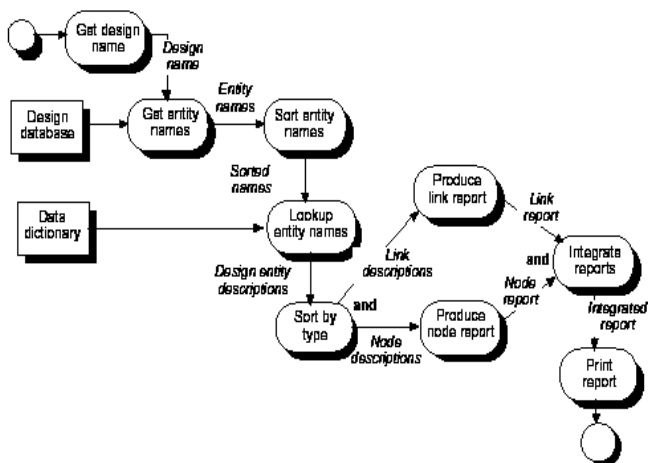 Get design
name
Design
name
Entity
names
Design
database
Get entity
names
Sort entity
names
Sorted
names
Produce
link report
Link
report
Data
dictionary
Lookup
entity names
Link
descriptions
and
Integrate
reports
Design entity
descriptions
Node
report
Sort by
type
and
Produce
node report
Integrated
report
Node
descriptions
Print
report